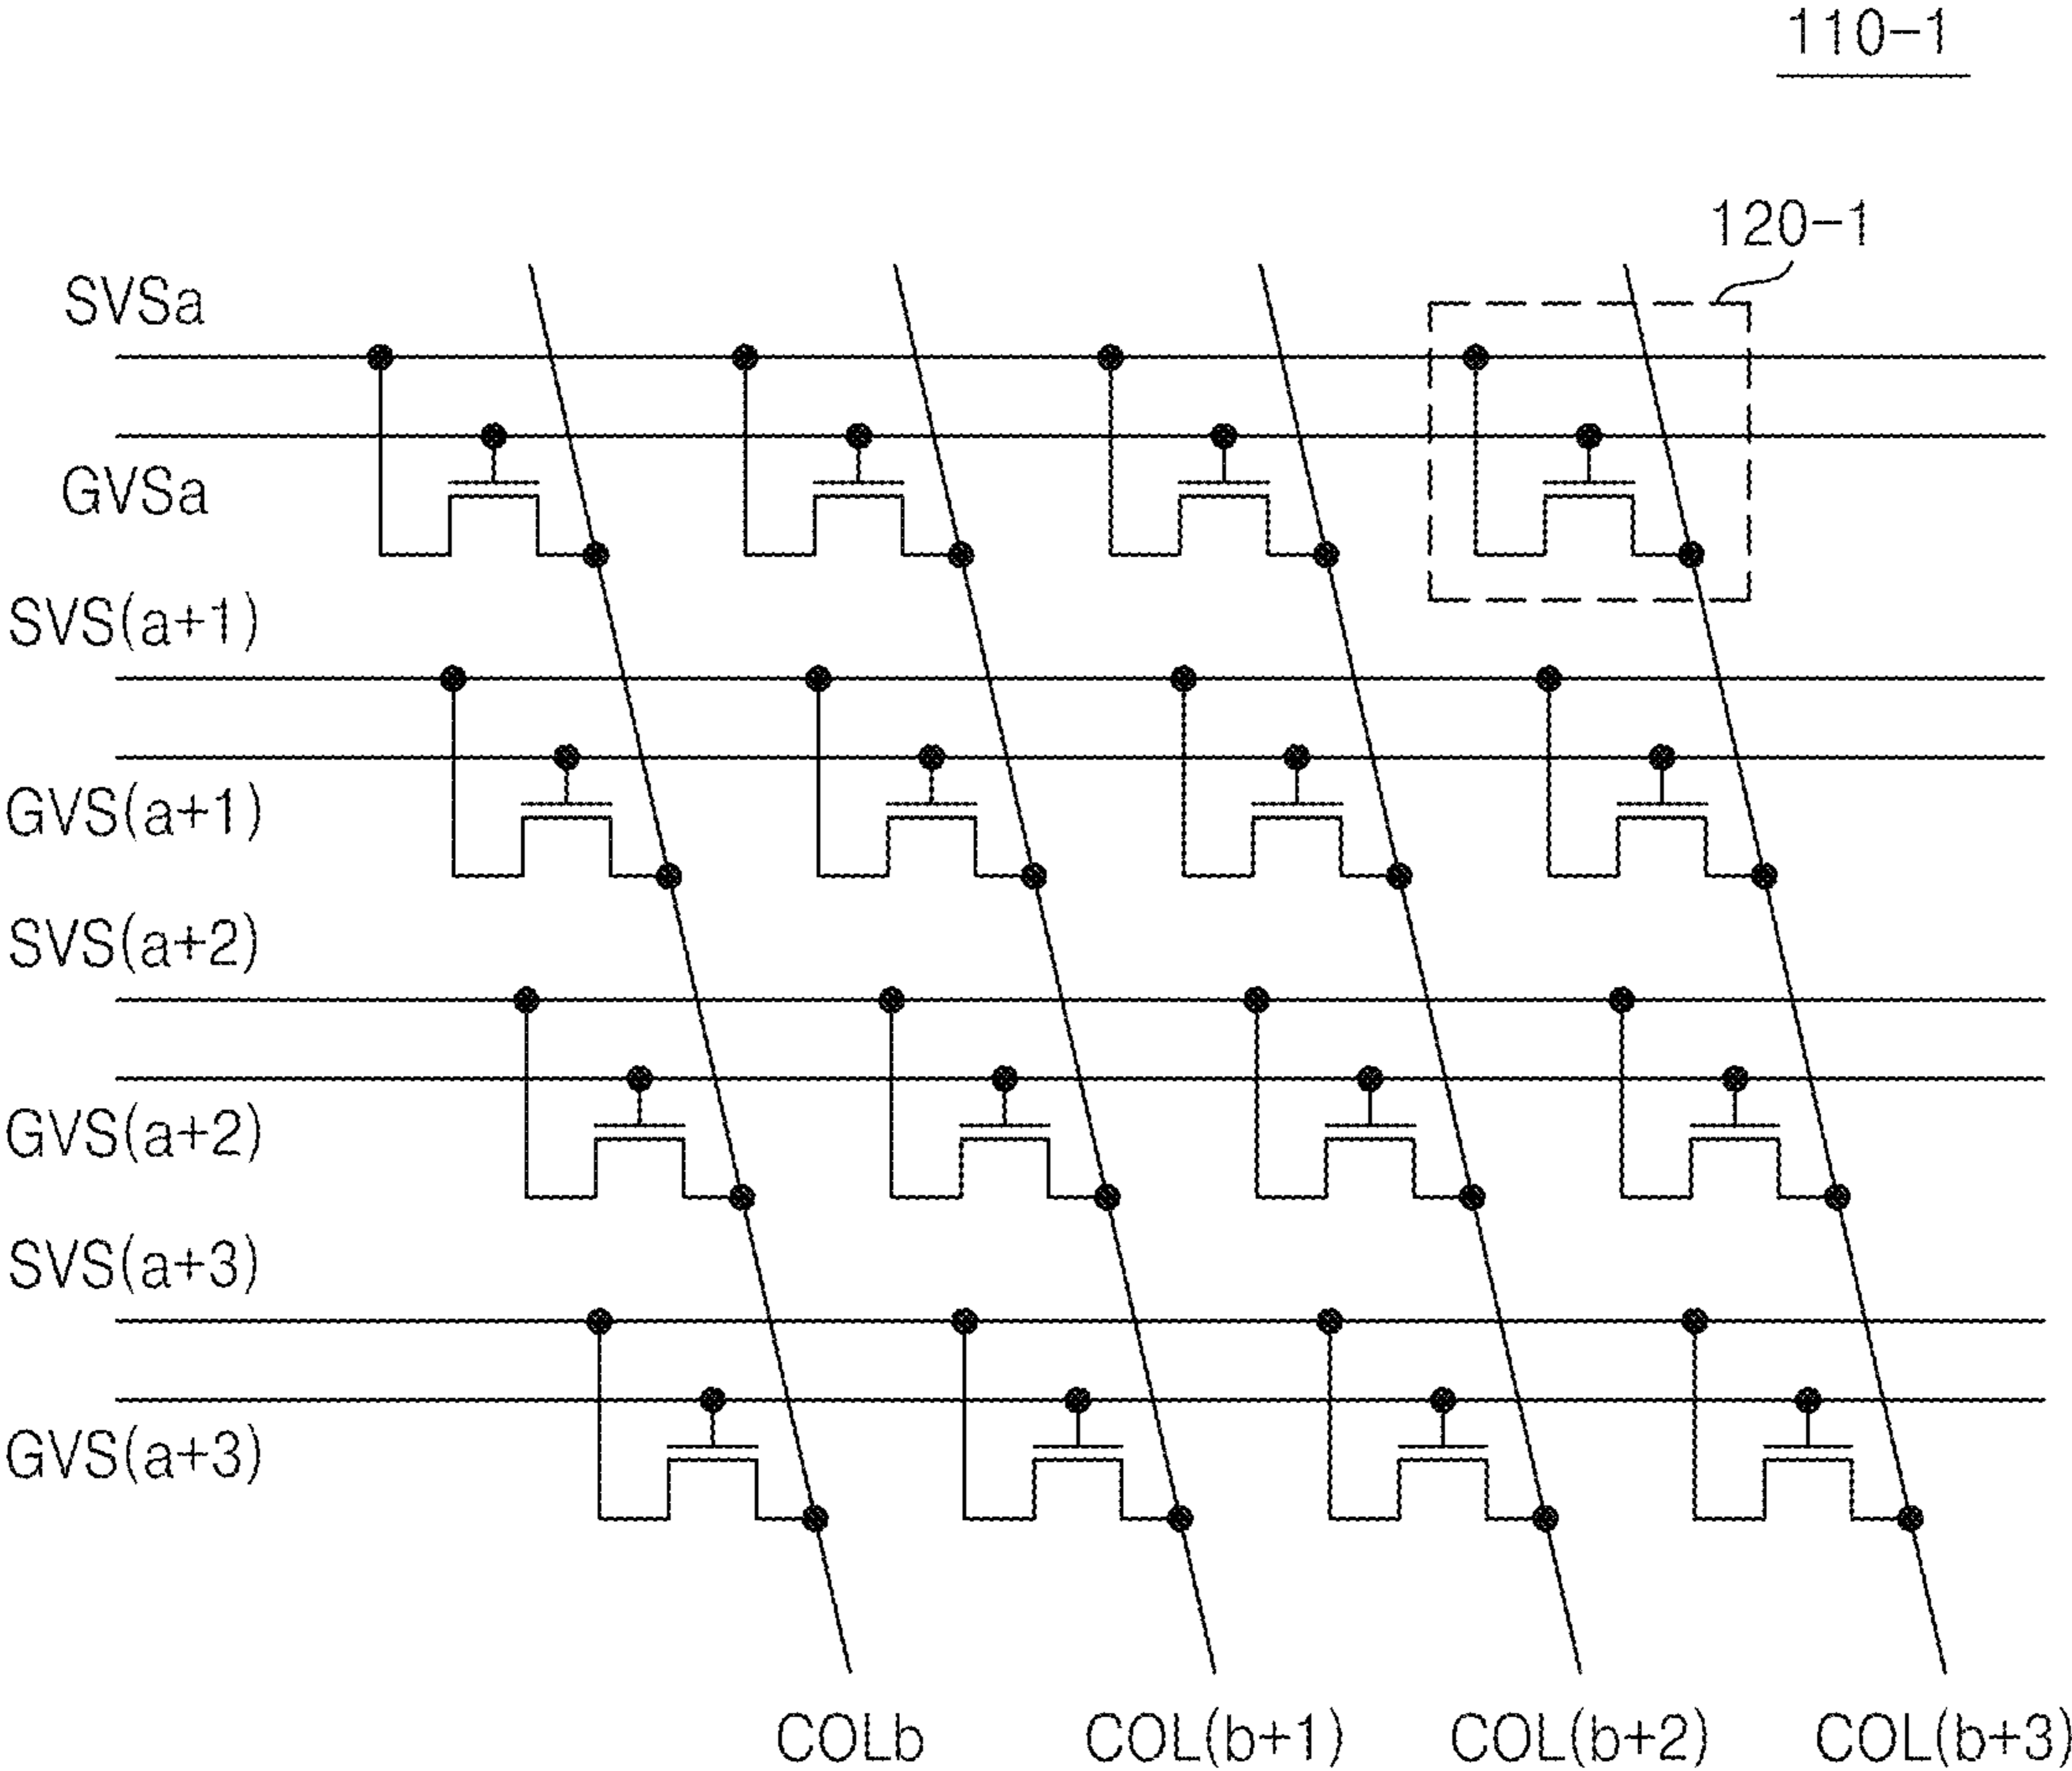 110-1
120-1
SVSa
GVSa
SVS(a+1)
GVS(a+1)
SVS(a+2)
GVS(a+2)
SVS(a+3)
GVS(a+3)
COLb COL(b+1) COL(b+2) COL(b+3)